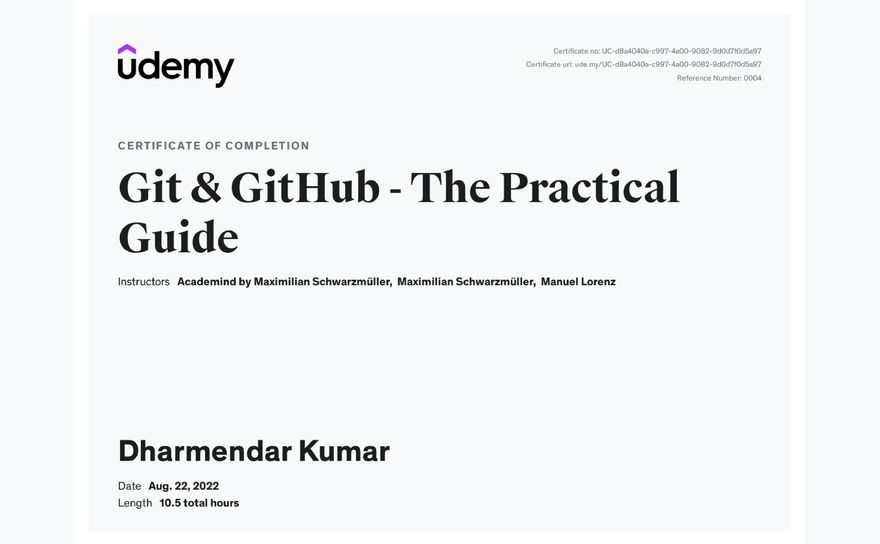 udemy
Certificate no: UC-d8a4040a-c997-4a00-9082-9d0d7f0d5a97
Certificate url: ude.my/UC-d8a4040a-c997-4a00-9082-9d0d7f0d5a97
Reference Number: 0004
CERTIFICATE OF COMPLETION
Git & GitHub - The Practical
Guide
Instructors Academind by Maximilian Schwarzmüller, Maximilian Schwarzmüller, Manuel Lorenz
Dharmendar Kumar
Date Aug. 22, 2022
Length 10.5 total hours